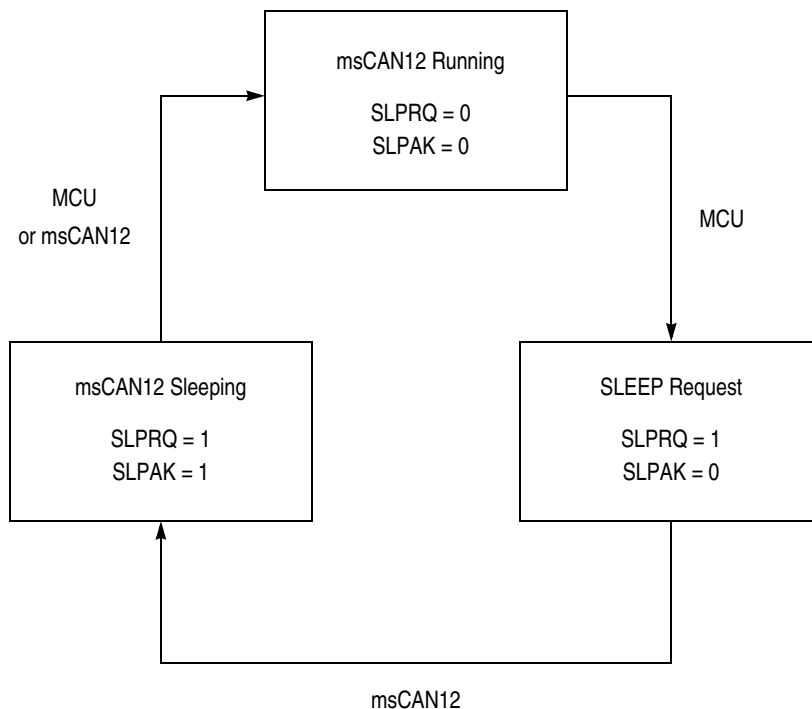 msCAN12 Running
SLPRQ = 0
SLPAK = 0
MCU
or msCAN12
MCU
msCAN12 Sleeping
SLPRQ = 1
SLPAK = 1
SLEEP Request
SLPRQ = 1
SLPAK = 0
msCAN12